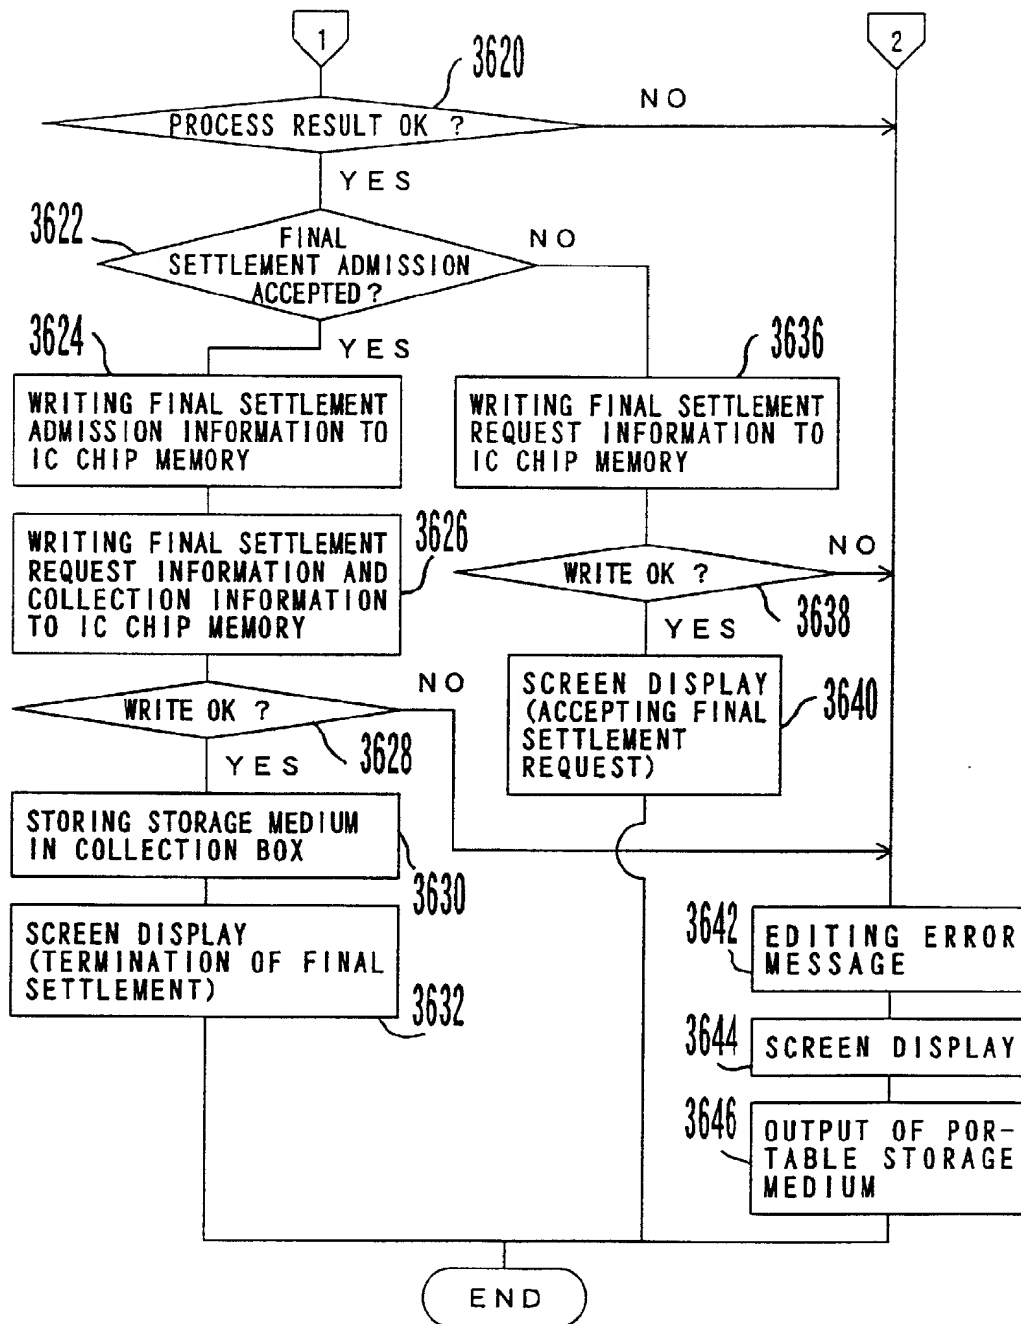 1
2
3620
NO
PROCESS RESULT OK ?
YES
3622
FINAL
SETTLEMENT ADMISSION
ACCEPTED ?
NO
YES
3624
WRITING FINAL SETTLEMENT
ADMISSION INFORMATION TO
IC CHIP MEMORY
3636
WRITING FINAL SETTLEMENT
REQUEST INFORMATION TO
IC CHIP MEMORY
WRITING FINAL SETTLEMENT
REQUEST INFORMATION AND
COLLECTION INFORMATION
TO IC CHIP MEMORY
3626
WRITE OK ?
NO
3638
YES
WRITE OK ?
NO
3628
YES
SCREEN DISPLAY
(ACCEPTING FINAL
SETTLEMENT
REQUEST)
3640
STORING STORAGE MEDIUM
IN COLLECTION BOX
3630
SCREEN DISPLAY
(TERMINATION OF FINAL
SETTLEMENT)
3632
3642
EDITING ERROR
MESSAGE
3644
SCREEN DISPLAY
3646
OUTPUT OF POR-
TABLE STORAGE
MEDIUM
END